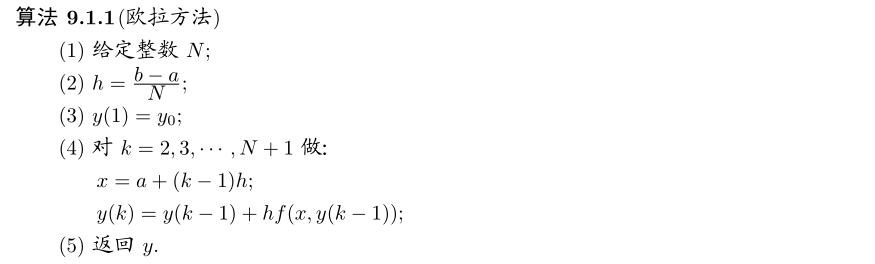 算法 9.1.1(欧拉方法)
(1) 给定整数 N;
(2) h = \frac{b − a}{N};
(3) y(1) = y_0;
(4) 对 k = 2, 3, ⋯ , N + 1 做:
x = a + (k − 1)h;
y(k) = y(k − 1) + hf(x, y(k − 1));
(5) 返回 y.